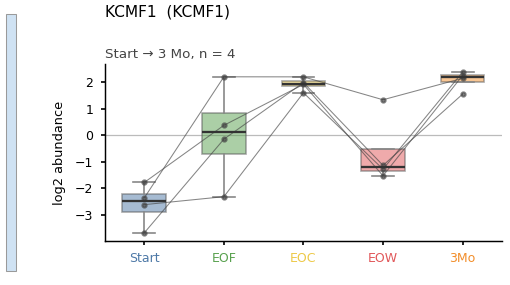 KCMF1  (KCMF1)
Start → 3 Mo, n = 4
log2 abundance
2
1
0
−1
−2
−3
Start
EOF
EOC
EOW
3Mo